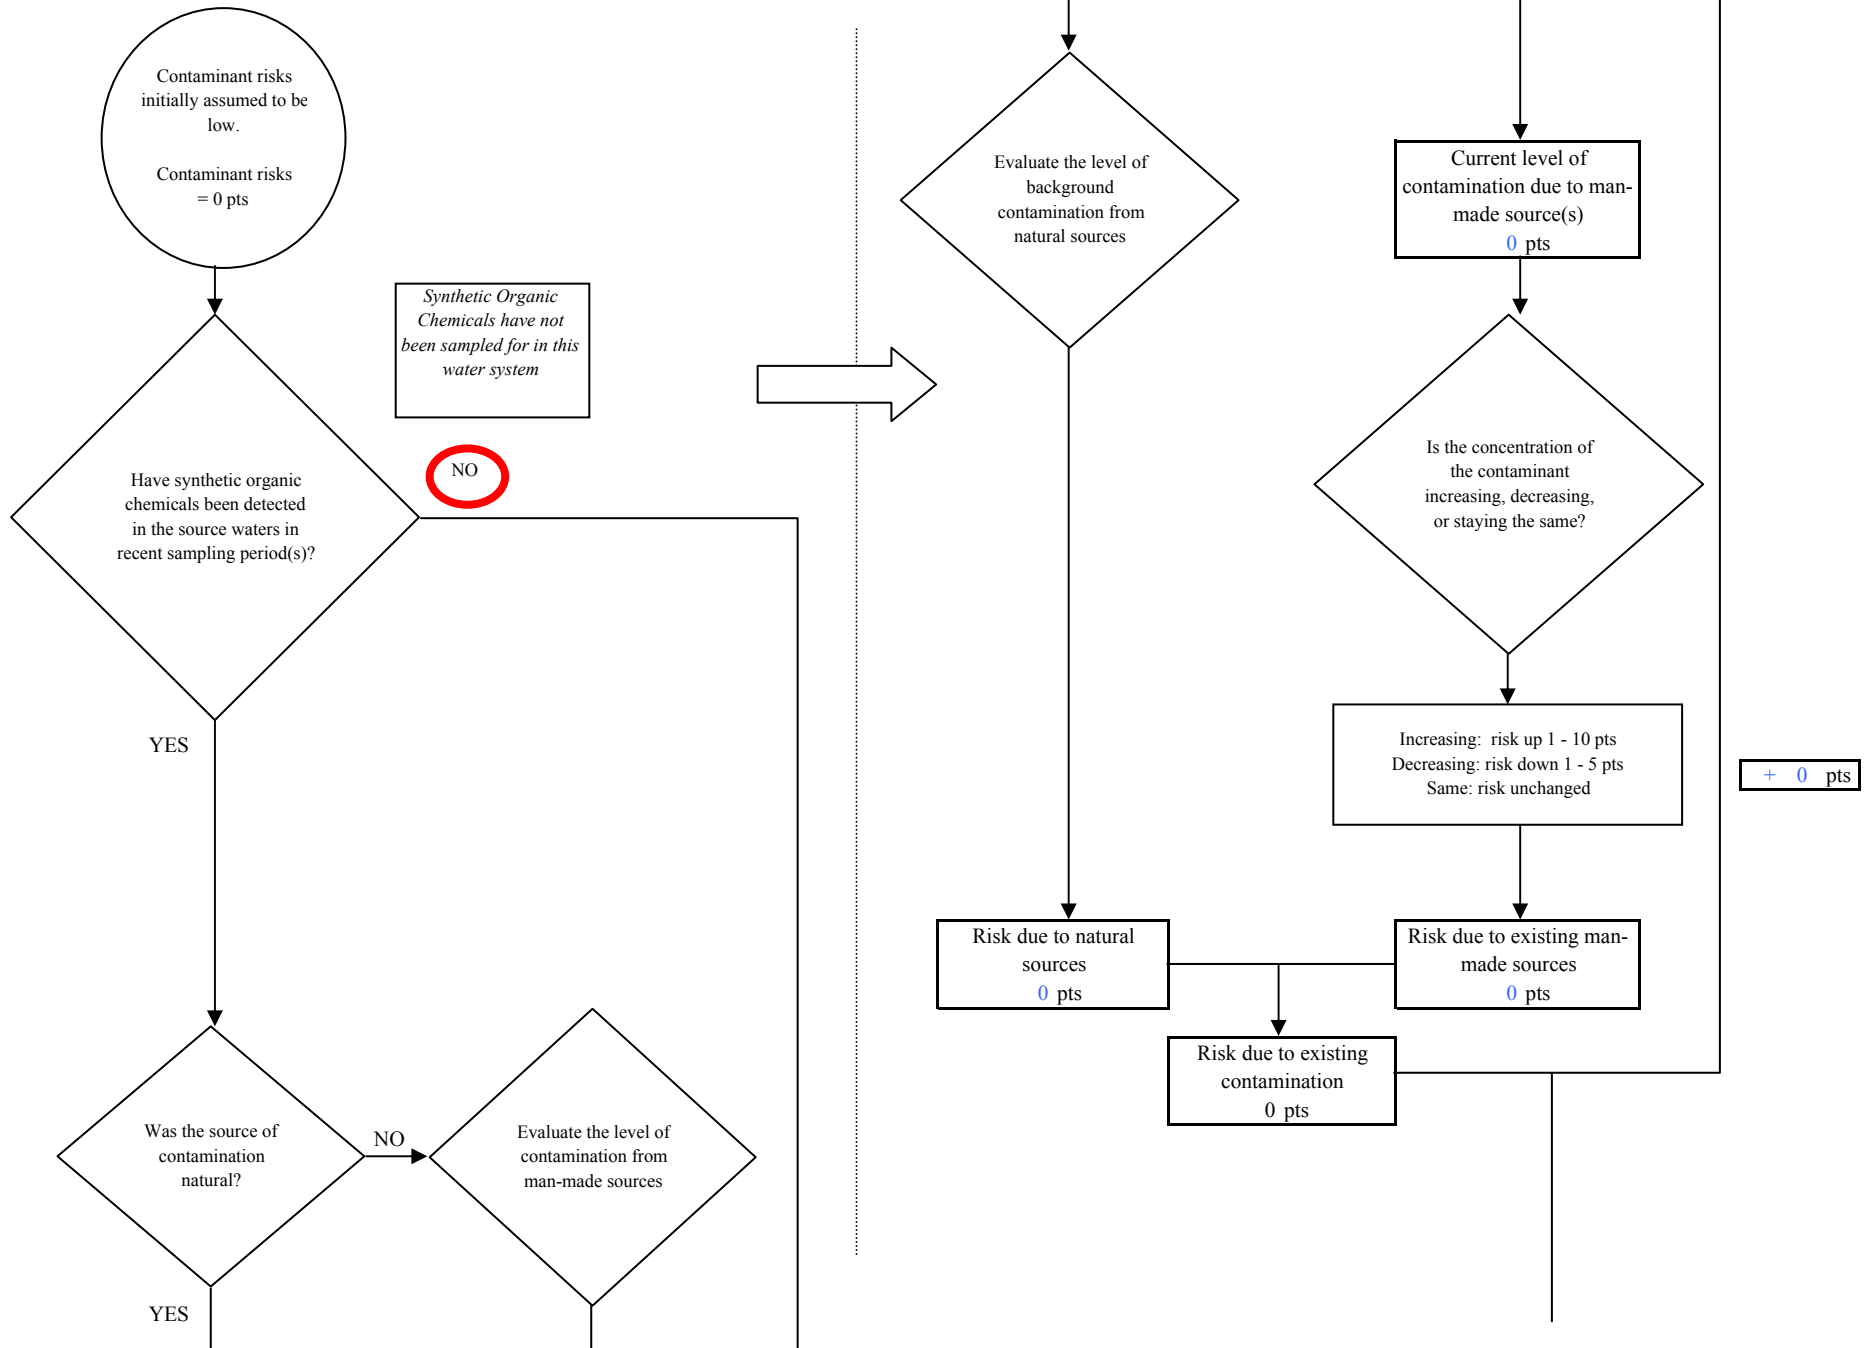 Contaminant risks
initially assumed to be
low.
Contaminant risks
= 0 pts
Synthetic Organic
Chemicals have not
been sampled for in this
water system
NO
Have synthetic organic
chemicals been detected
in the source waters in
recent sampling period(s)?
YES
Was the source of
contamination
natural?
NO
Evaluate the level of
contamination from
man-made sources
YES
Evaluate the level of
background
contamination from
natural sources
Current level of
contamination due to man-
made source(s)
0 pts
Is the concentration of
the contaminant
increasing, decreasing,
or staying the same?
Increasing: risk up 1 - 10 pts
Decreasing: risk down 1 - 5 pts
Same: risk unchanged
+ 0 pts
Risk due to natural
sources
0 pts
Risk due to existing man-
made sources
0 pts
Risk due to existing
contamination
0 pts